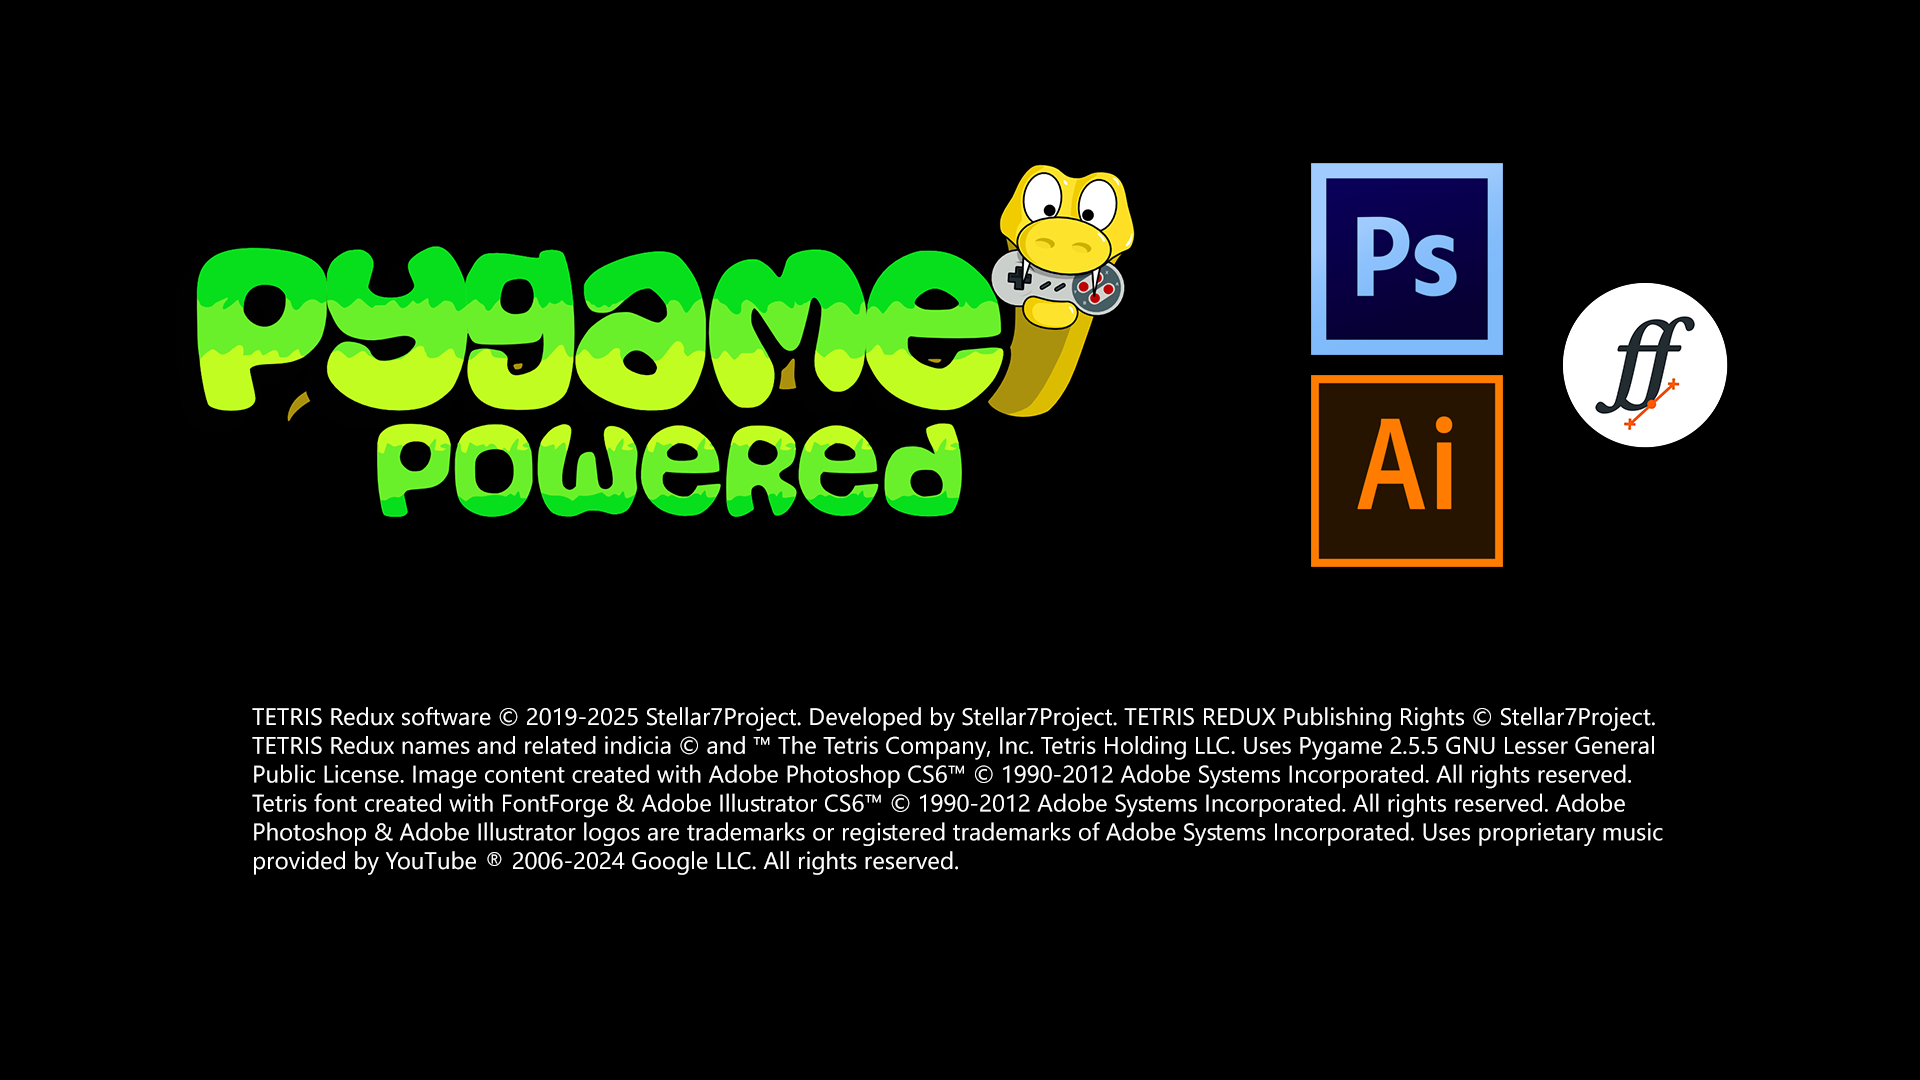 pygame
POWERED
Ps
Ai
ff
TETRIS Redux software © 2019-2025 Stellar7Project. Developed by Stellar7Project. TETRIS REDUX Publishing Rights © Stellar7Project.
TETRIS Redux names and related indicia © and ™ The Tetris Company, Inc. Tetris Holding LLC. Uses Pygame 2.5.5 GNU Lesser General
Public License. Image content created with Adobe Photoshop CS6™ © 1990-2012 Adobe Systems Incorporated. All rights reserved.
Tetris font created with FontForge & Adobe Illustrator CS6™ © 1990-2012 Adobe Systems Incorporated. All rights reserved. Adobe
Photoshop & Adobe Illustrator logos are trademarks or registered trademarks of Adobe Systems Incorporated. Uses proprietary music
provided by YouTube ® 2006-2024 Google LLC. All rights reserved.